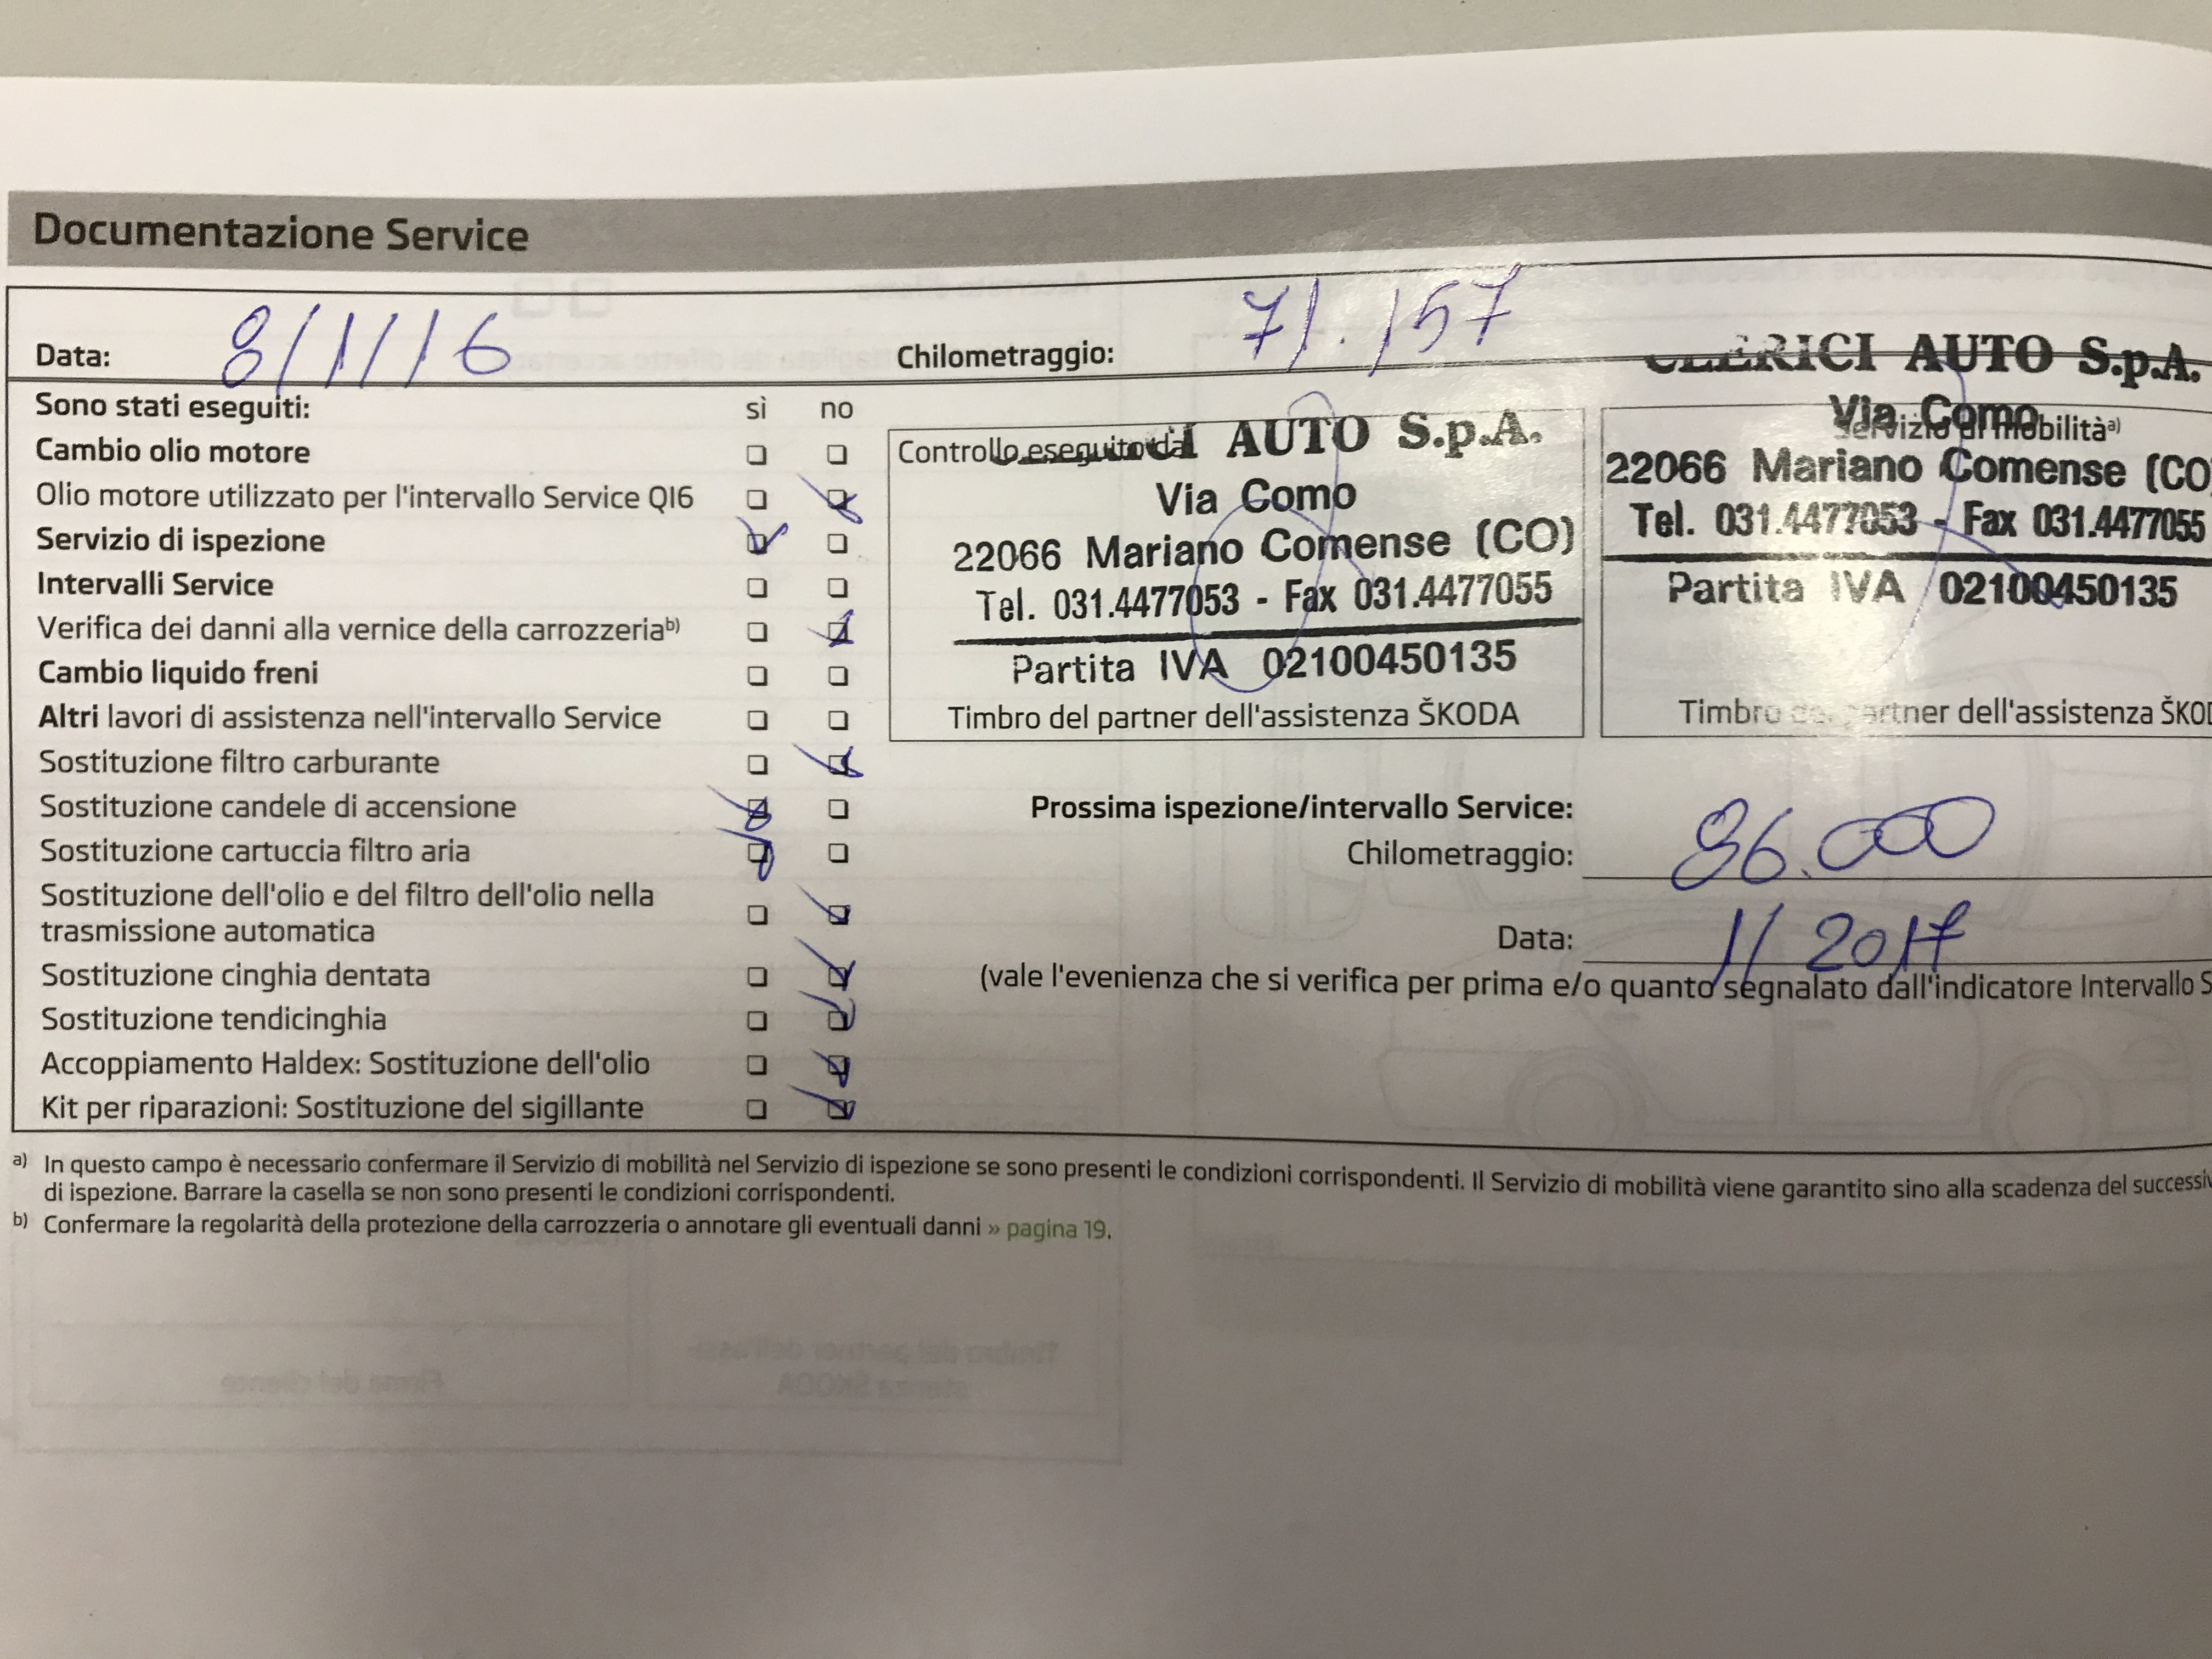 Documentazione Service
Data: 8/1/16 Chilometraggio: 71.157
Sono stati eseguiti: sì no
Cambio olio motore
Olio motore utilizzato per l'intervallo Service QI6
Servizio di ispezione
Intervalli Service
Verifica dei danni alla vernice della carrozzeria b)
Cambio liquido freni
Altri lavori di assistenza nell'intervallo Service
Sostituzione filtro carburante
Sostituzione candele di accensione
Sostituzione cartuccia filtro aria
Sostituzione dell'olio e del filtro dell'olio nella
trasmissione automatica
Sostituzione cinghia dentata
Sostituzione tendicinghia
Accoppiamento Haldex: Sostituzione dell'olio
Kit per riparazioni: Sostituzione del sigillante
Controllo eseguito da
AUTO S.p.A.
Via Como
22066 Mariano Comense (CO)
Tel. 031.4477053 - Fax 031.4477055
Partita IVA 02100450135
Timbro del partner dell'assistenza ŠKODA
CLERICI AUTO S.p.A.
Via Como
Servizio di mobilità a)
22066 Mariano Comense (CO
Tel. 031.4477053 - Fax 031.4477055
Partita IVA 02100450135
Timbro del partner dell'assistenza ŠKOD
Prossima ispezione/intervallo Service:
Chilometraggio: 96.000
Data: 1/2017
(vale l'evenienza che si verifica per prima e/o quanto segnalato dall'indicatore Intervallo S
a) In questo campo è necessario confermare il Servizio di mobilità nel Servizio di ispezione se sono presenti le condizioni corrispondenti. Il Servizio di mobilità viene garantito sino alla scadenza del successiv
di ispezione. Barrare la casella se non sono presenti le condizioni corrispondenti.
b) Confermare la regolarità della protezione della carrozzeria o annotare gli eventuali danni » pagina 19.